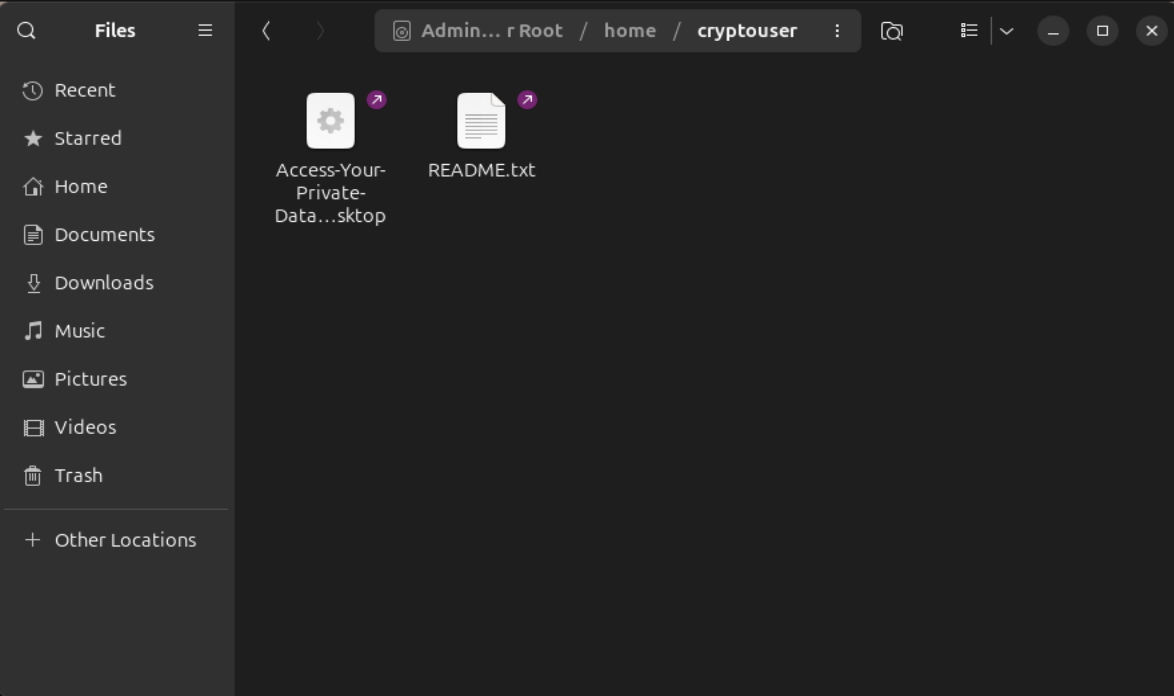 Files
Admin... r Root / home / cryptouser
Recent
Starred
Home
Documents
Downloads
Music
Pictures
Videos
Trash
Other Locations
Access-Your-
Private-
Data...sktop
README.txt